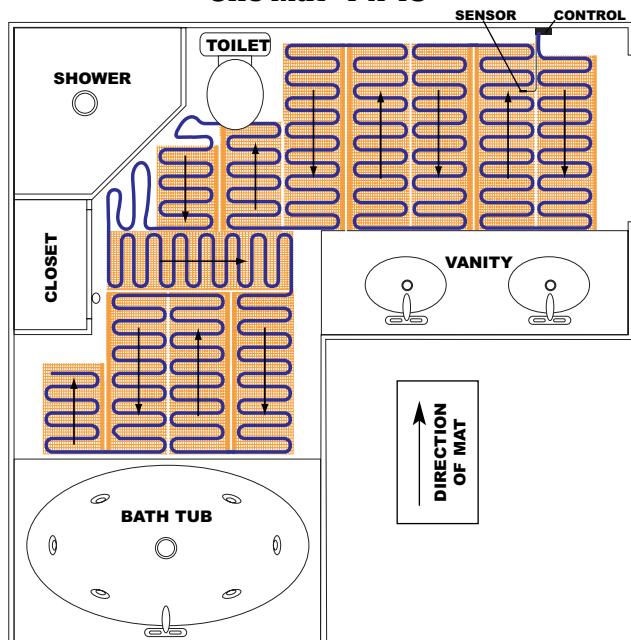 SENSOR
CONTROL
TOILET
SHOWER
CLOSET
VANITY
DIRECTION
OF MAT
BATH TUB